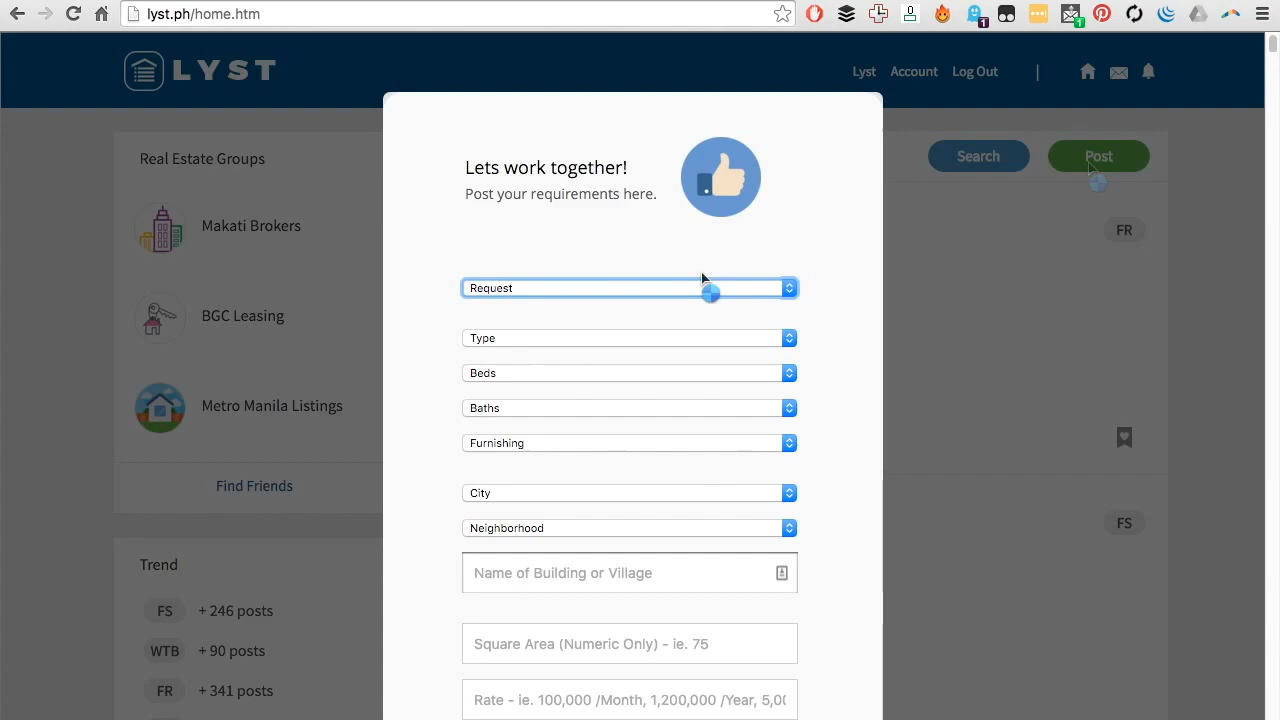 lyst.ph/home.htm
1
1
LYST
Lyst
Account
Log Out
Real Estate Groups
Makati Brokers
BGC Leasing
Metro Manila Listings
Find Friends
Trend
FS + 246 posts
WTB + 90 posts
FR + 341 posts
Lets work together!
Post your requirements here.
Request
Type
Beds
Baths
Furnishing
City
Neighborhood
Name of Building or Village
Square Area (Numeric Only) - ie. 75
Rate - ie. 100,000 /Month, 1,200,000 /Year, 5,00
Search
Post
FR
FS